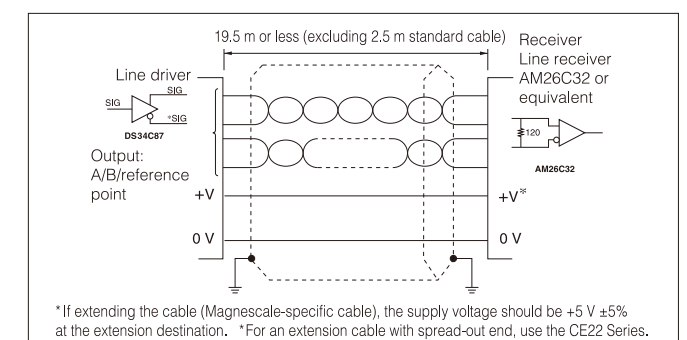 19.5 m or less (excluding 2.5 m standard cable)
Receiver
Line receiver
AM26C32 or
equivalent
Line driver
SIG
SIG
*SIG
DS34C87
120
AM26C32
Output:
A/B/reference
point
+V
+V*
0 V
0 V
*If extending the cable (Magnescale-specific cable), the supply voltage should be +5 V ±5%
at the extension destination. *For an extension cable with spread-out end, use the CE22 Series.